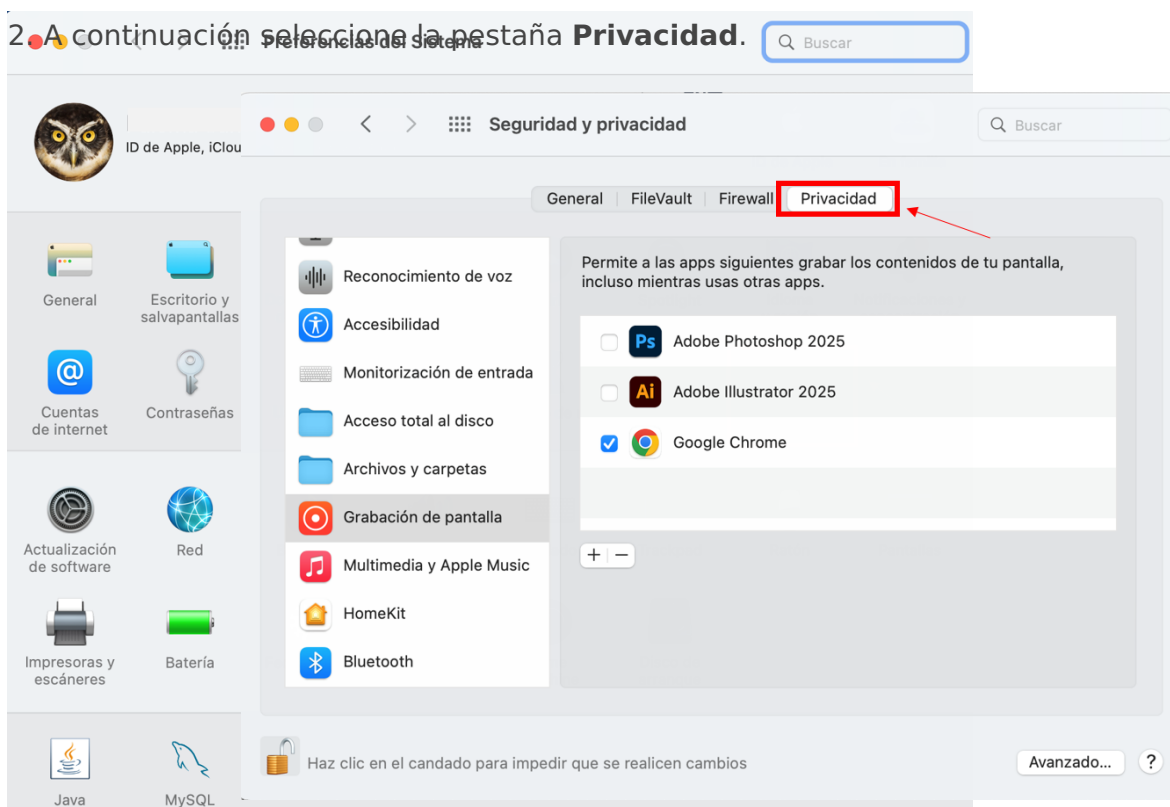 2. A continuación seleccione la pestaña Privacidad.
Preferencias del Sistema
Buscar
ID de Apple, iClou
Seguridad y privacidad
Buscar
General
FileVault
Firewall
Privacidad
General
Escritorio y
salvapantallas
Cuentas
de internet
Contraseñas
Actualización
de software
Red
Impresoras y
escáneres
Batería
Java
MySQL
Reconocimiento de voz
Accesibilidad
Monitorización de entrada
Acceso total al disco
Archivos y carpetas
Grabación de pantalla
Multimedia y Apple Music
HomeKit
Bluetooth
Permite a las apps siguientes grabar los contenidos de tu pantalla,
incluso mientras usas otras apps.
Ps Adobe Photoshop 2025
Ai Adobe Illustrator 2025
Google Chrome
+ −
Haz clic en el candado para impedir que se realicen cambios
Avanzado...
?